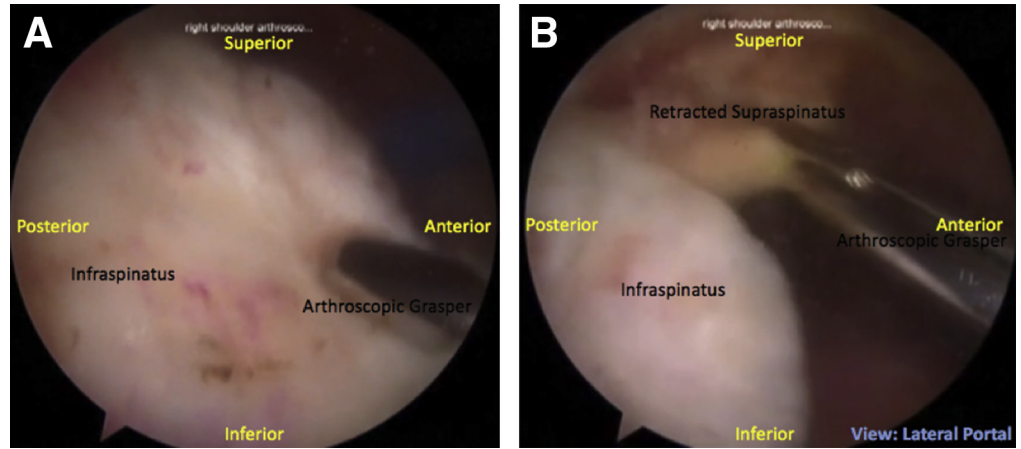 A
right shoulder arthrosco...
Superior
Posterior
Anterior
Infraspinatus
Arthroscopic Grasper
Inferior
B
right shoulder arthrosco...
Superior
Retracted Supraspinatus
Posterior
Anterior
Arthroscopic Grasper
Infraspinatus
Inferior
View: Lateral Portal